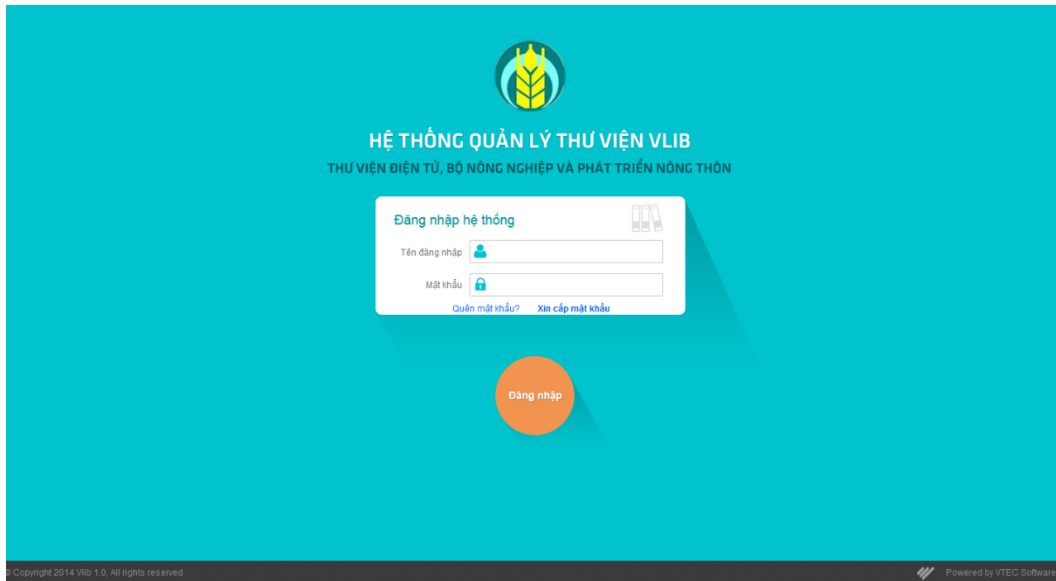 HỆ THỐNG QUẢN LÝ THƯ VIỆN VLIB
THƯ VIỆN ĐIỆN TỬ, BỘ NÔNG NGHIỆP VÀ PHÁT TRIỂN NÔNG THÔN
Đăng nhập hệ thống
Tên đăng nhập
Mật khẩu
Quên mật khẩu? Xin cấp mật khẩu
Đăng nhập
© Copyright 2014 Vlib 1.0, All rights reserved Powered by VTEC Software